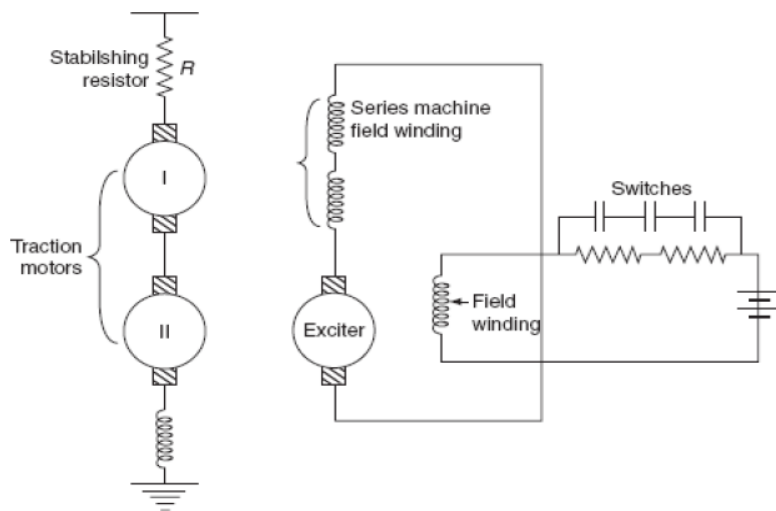 Stabilshing
resistor
R
I
Traction
motors
II
Series machine
field winding
Exciter
Field
winding
Switches